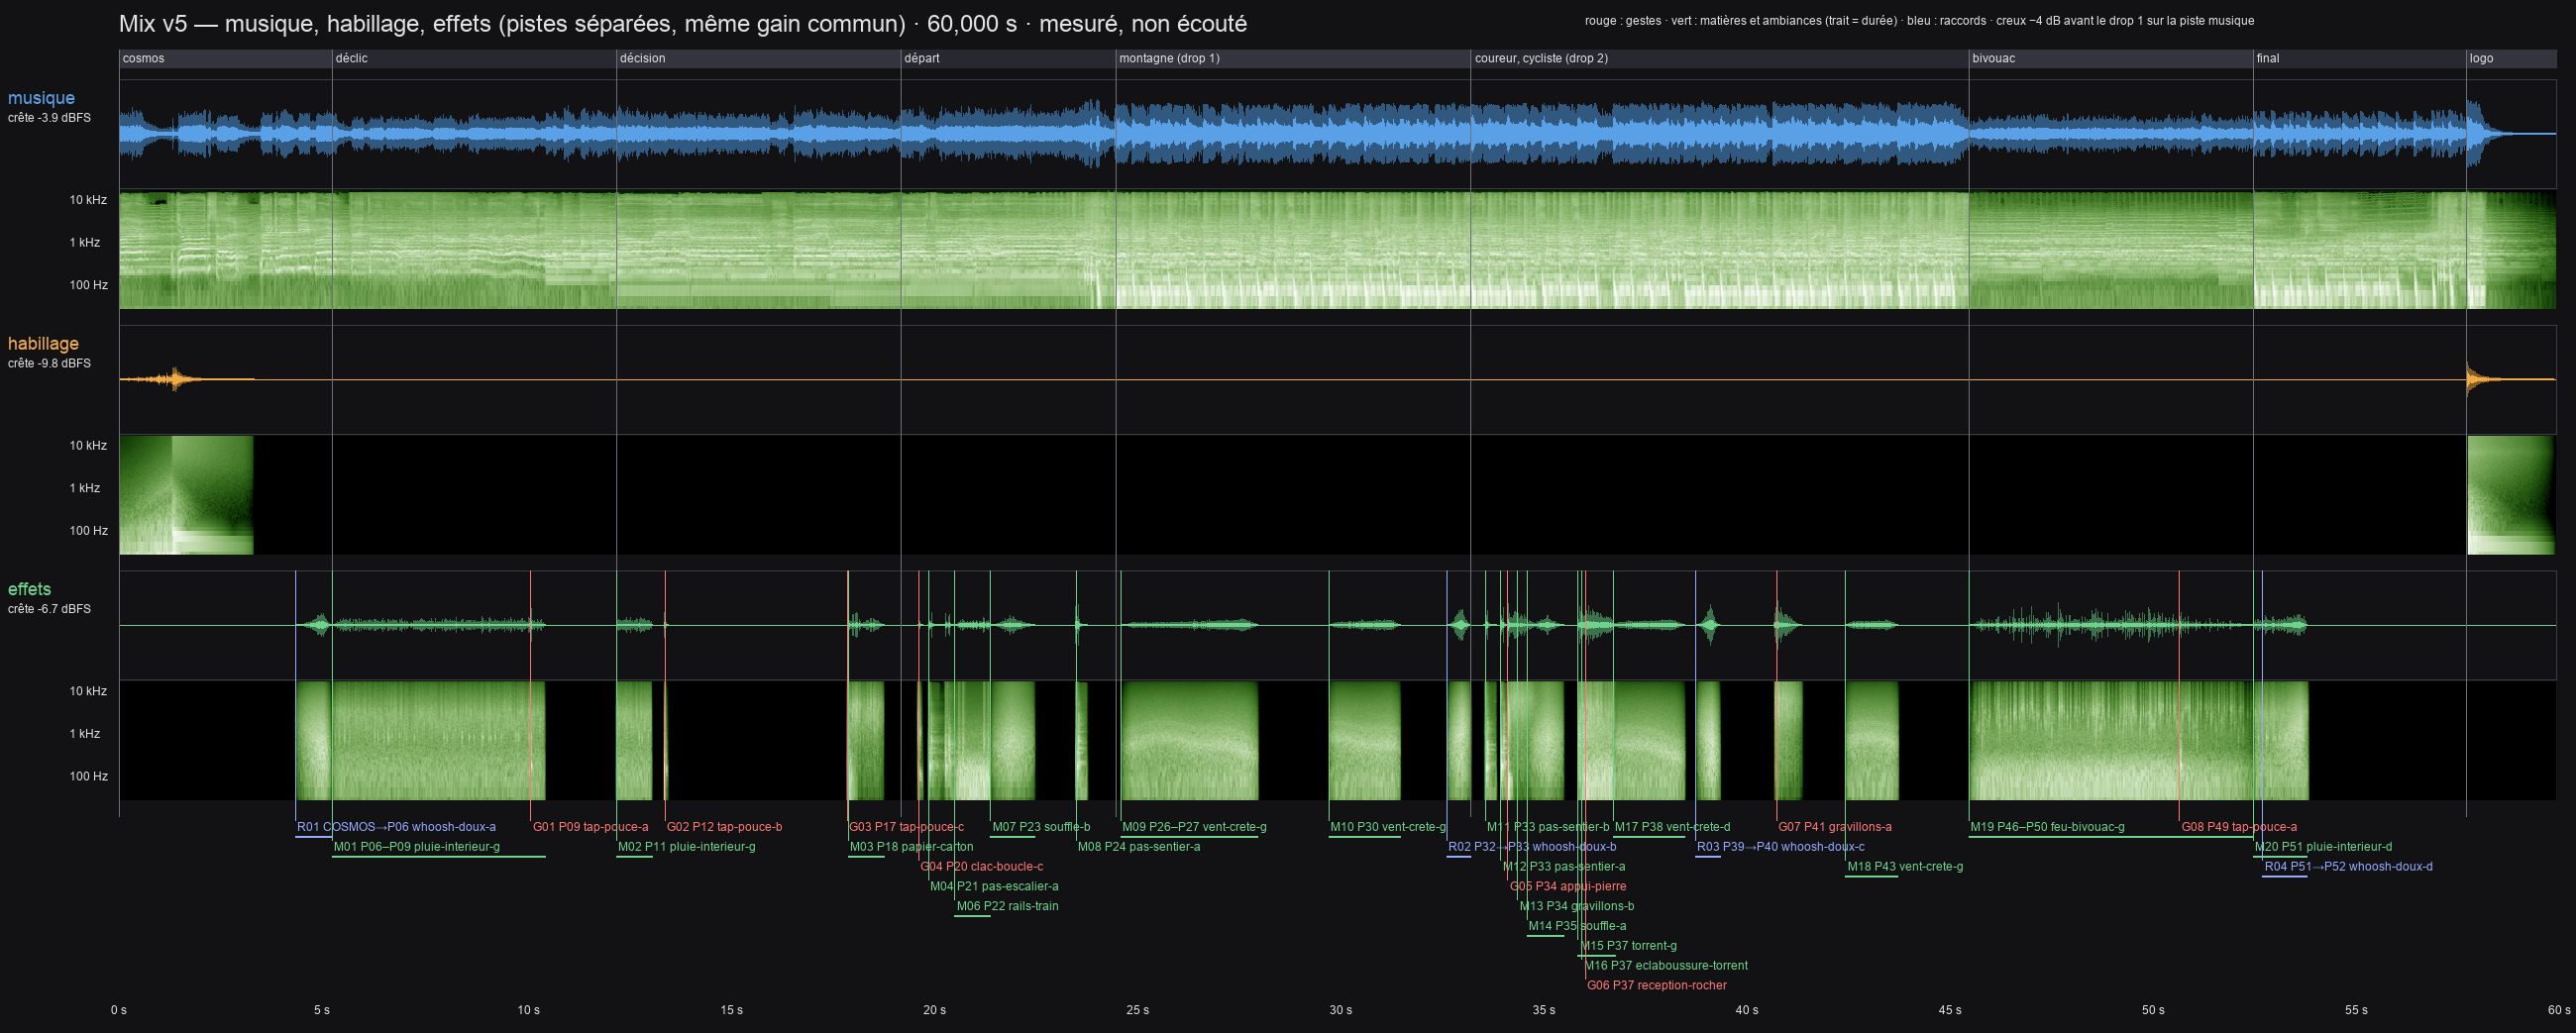 Mix v5 — musique, habillage, effets (pistes séparées, même gain commun) · 60,000 s · mesuré, non écouté
rouge : gestes · vert : matières et ambiances (trait = durée) · bleu : raccords · creux −4 dB avant le drop 1 sur la piste musique
cosmos déclic décision départ montagne (drop 1) coureur, cycliste (drop 2) bivouac final logo
musique
crête -3.9 dBFS
10 kHz
1 kHz
100 Hz
habillage
crête -9.8 dBFS
10 kHz
1 kHz
100 Hz
effets
crête -6.7 dBFS
10 kHz
1 kHz
100 Hz
R01 COSMOS→P06 whoosh-doux-a G01 P09 tap-pouce-a G02 P12 tap-pouce-b G03 P17 tap-pouce-c M07 P23 souffle-b M09 P26–P27 vent-crete-g M10 P30 vent-crete-g M11 P33 pas-sentier-b M17 P38 vent-crete-d G07 P41 gravillons-a M19 P46–P50 feu-bivouac-g G08 P49 tap-pouce-a
M01 P06–P09 pluie-interieur-g M02 P11 pluie-interieur-g M03 P18 papier-carton M08 P24 pas-sentier-a R02 P32→P33 whoosh-doux-b R03 P39→P40 whoosh-doux-c M20 P51 pluie-interieur-d
G04 P20 clac-boucle-c M12 P33 pas-sentier-a M18 P43 vent-crete-g R04 P51→P52 whoosh-doux-d
M04 P21 pas-escalier-a G05 P34 appui-pierre
M06 P22 rails-train M13 P34 gravillons-b
M14 P35 souffle-a
M15 P37 torrent-g
M16 P37 eclaboussure-torrent
G06 P37 reception-rocher
0 s 5 s 10 s 15 s 20 s 25 s 30 s 35 s 40 s 45 s 50 s 55 s 60 s